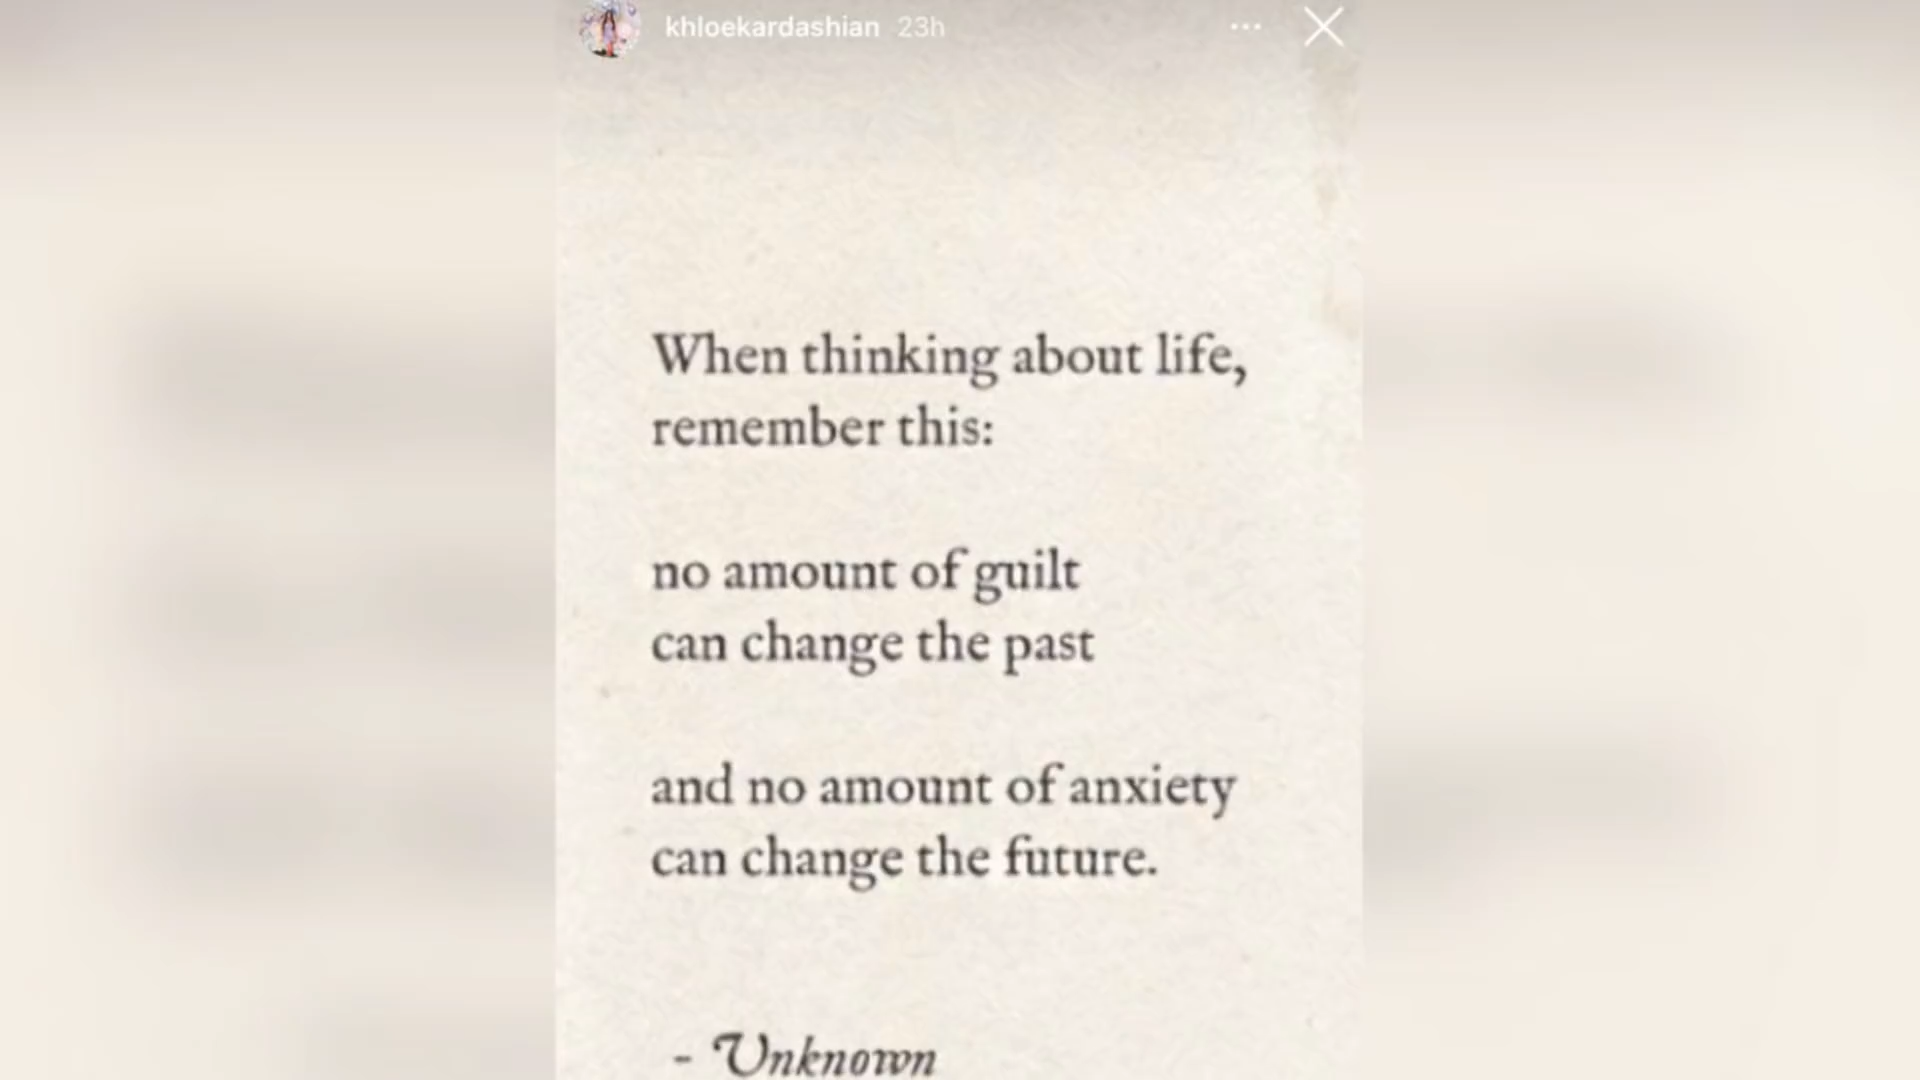 khloekardashian 23h
When thinking about life,
remember this:
no amount of guilt
can change the past
and no amount of anxiety
can change the future.
- Unknown